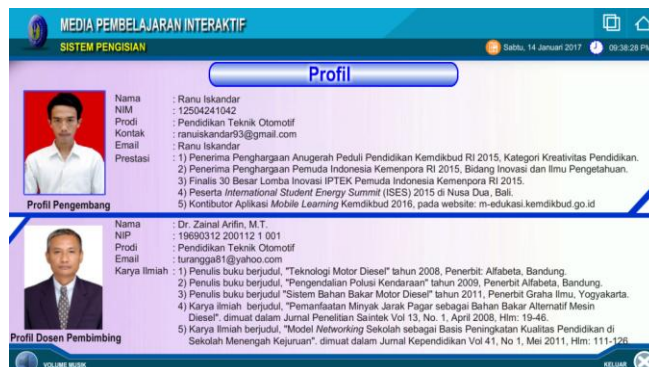 MEDIA PEMBELAJARAN INTERAKTIF
SISTEM PENGISIAN
Sabtu, 14 Januari 2017
09:38:28 PM
Profil
Nama : Ranu Iskandar
NIM : 12504241042
Prodi : Pendidikan Teknik Otomotif
Kontak : ranuiskandar93@gmail.com
Email : Ranu Iskandar
Prestasi : 1) Penerima Penghargaan Anugerah Peduli Pendidikan Kemdikbud RI 2015, Kategori Kreativitas Pendidikan.
2) Penerima Penghargaan Pemuda Indonesia Kemenpora RI 2015, Bidang Inovasi dan Ilmu Pengetahuan.
3) Finalis 30 Besar Lomba Inovasi IPTEK Pemuda Indonesia Kemenpora RI 2015.
4) Peserta International Student Energy Summit (ISES) 2015 di Nusa Dua, Bali.
5) Kontibutor Aplikasi Mobile Learning Kemdikbud 2016, pada website: m-edukasi.kemdikbud.go.id
Profil Pengembang
Nama : Dr. Zainal Arifin, M.T.
NIP : 19690312 200112 1 001
Prodi : Pendidikan Teknik Otomotif
Email : turangga81@yahoo.com
Karya Ilmiah : 1) Penulis buku berjudul, "Teknologi Motor Diesel" tahun 2008, Penerbit: Alfabeta, Bandung.
2) Penulis buku berjudul, "Pengendalian Polusi Kendaraan" tahun 2009, Penerbit Alfabeta, Bandung.
3) Penulis buku berjudul "Sistem Bahan Bakar Motor Diesel" tahun 2011, Penerbit Graha Ilmu, Yogyakarta.
4) Karya ilmiah berjudul, "Pemanfaatan Minyak Jarak Pagar sebagai Bahan Bakar Alternatif Mesin
Diesel". dimuat dalam Jurnal Penelitian Saintek Vol 13, No. 1, April 2008, Hlm: 19-46.
5) Karya Ilmiah berjudul, "Model Networking Sekolah sebagai Basis Peningkatan Kualitas Pendidikan di
Sekolah Menengah Kejuruan". dimuat dalam Jurnal Kependidikan Vol 41, No 1, Mei 2011, Hlm: 111-126.
Profil Dosen Pembimbing
VOLUME MUSIK
KELUAR